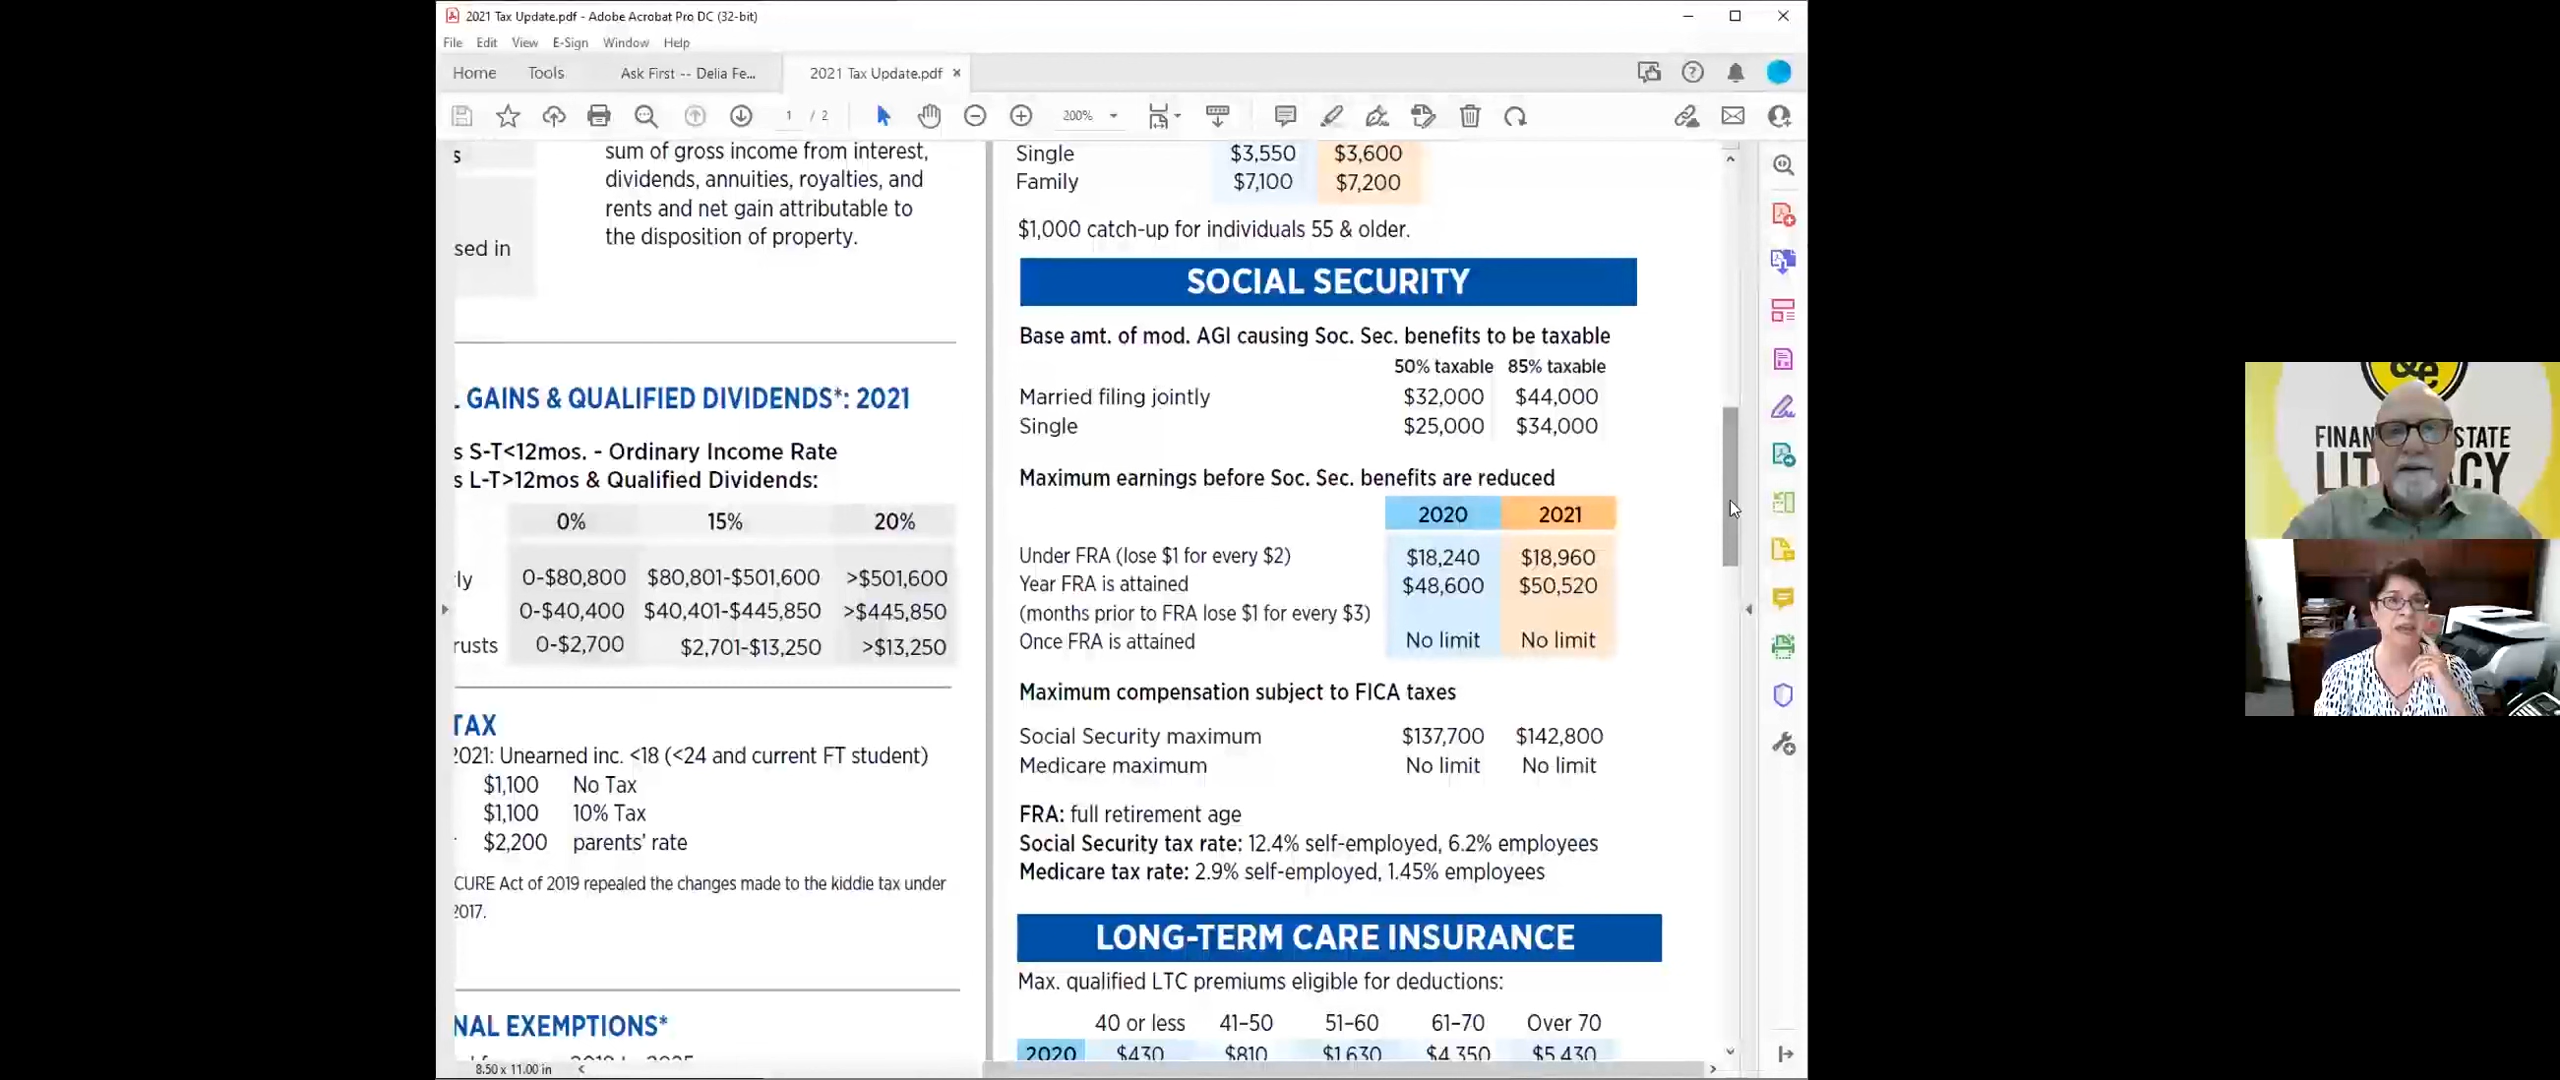 2021 Tax Update.pdf - Adobe Acrobat Pro DC (32-bit)
File Edit View E-Sign Window Help
Home Tools Ask First -- Delia Fe... 2021 Tax Update.pdf ×
1 / 2 200%
s
sed in
sum of gross income from interest,
dividends, annuities, royalties, and
rents and net gain attributable to
the disposition of property.
GAINS & QUALIFIED DIVIDENDS*: 2021
s S-T<12mos. - Ordinary Income Rate
s L-T>12mos & Qualified Dividends:
0% 15% 20%
ly 0-$80,800 $80,801-$501,600 >$501,600
0-$40,400 $40,401-$445,850 >$445,850
rusts 0-$2,700 $2,701-$13,250 >$13,250
TAX
2021: Unearned inc. <18 (<24 and current FT student)
$1,100 No Tax
$1,100 10% Tax
$2,200 parents' rate
CURE Act of 2019 repealed the changes made to the kiddie tax under
2017.
NAL EXEMPTIONS*
Single $3,550 $3,600
Family $7,100 $7,200
$1,000 catch-up for individuals 55 & older.
SOCIAL SECURITY
Base amt. of mod. AGI causing Soc. Sec. benefits to be taxable
50% taxable 85% taxable
Married filing jointly $32,000 $44,000
Single $25,000 $34,000
Maximum earnings before Soc. Sec. benefits are reduced
2020 2021
Under FRA (lose $1 for every $2) $18,240 $18,960
Year FRA is attained $48,600 $50,520
(months prior to FRA lose $1 for every $3)
Once FRA is attained No limit No limit
Maximum compensation subject to FICA taxes
Social Security maximum $137,700 $142,800
Medicare maximum No limit No limit
FRA: full retirement age
Social Security tax rate: 12.4% self-employed, 6.2% employees
Medicare tax rate: 2.9% self-employed, 1.45% employees
LONG-TERM CARE INSURANCE
Max. qualified LTC premiums eligible for deductions:
40 or less 41-50 51-60 61-70 Over 70
2020 $430 $810 $1,630 $4,350 $5,430
8.50 x 11.00 in
&e
FINAN STATE
LIT CY